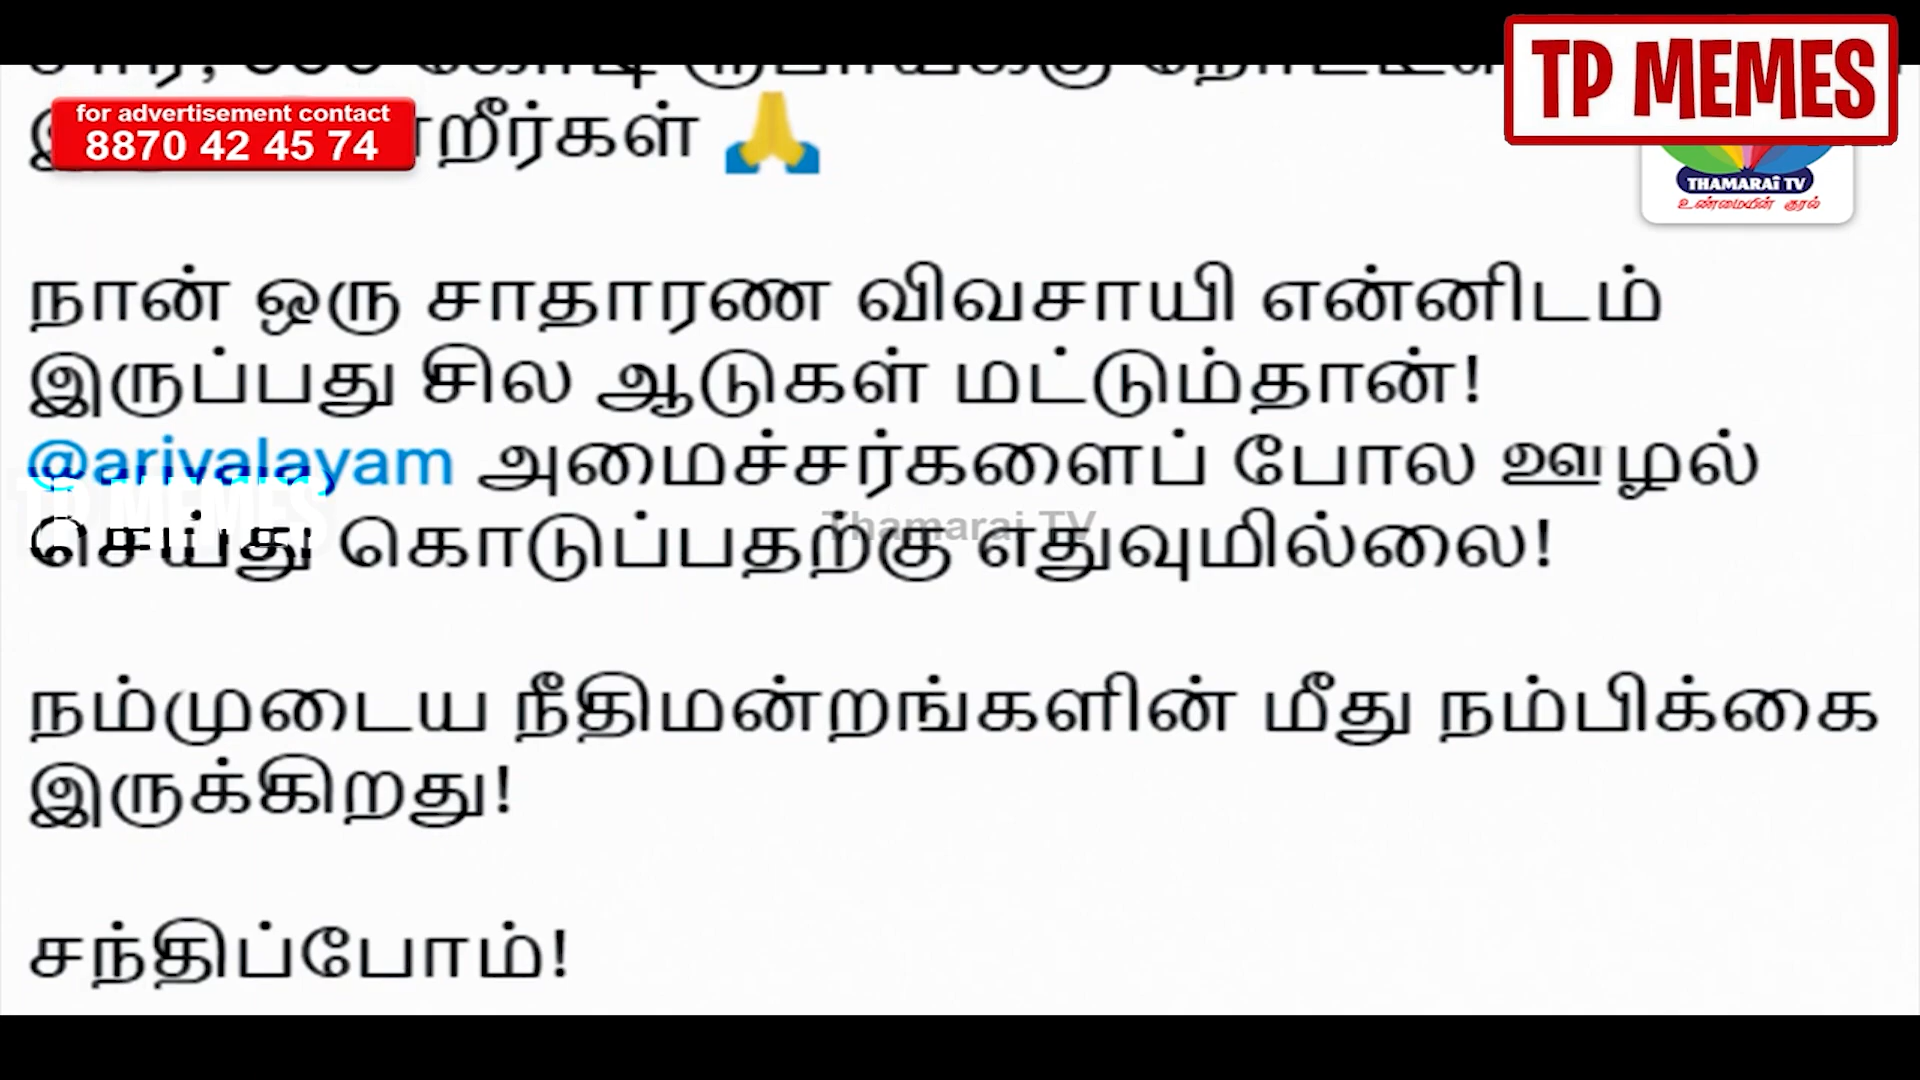 TP MEMES
for advertisement contact
8870 42 45 74
றீர்கள் 🙏
THAMARAI TV
உண்மையின் குரல்
நான் ஒரு சாதாரண விவசாயி என்னிடம்
இருப்பது சில ஆடுகள் மட்டும்தான்!
@arivalayam அமைச்சர்களைப் போல ஊழல்
செய்து கொடுப்பதற்கு எதுவுமில்லை!
TP MEMES
Thamarai TV
நம்முடைய நீதிமன்றங்களின் மீது நம்பிக்கை
இருக்கிறது!
சந்திப்போம்!